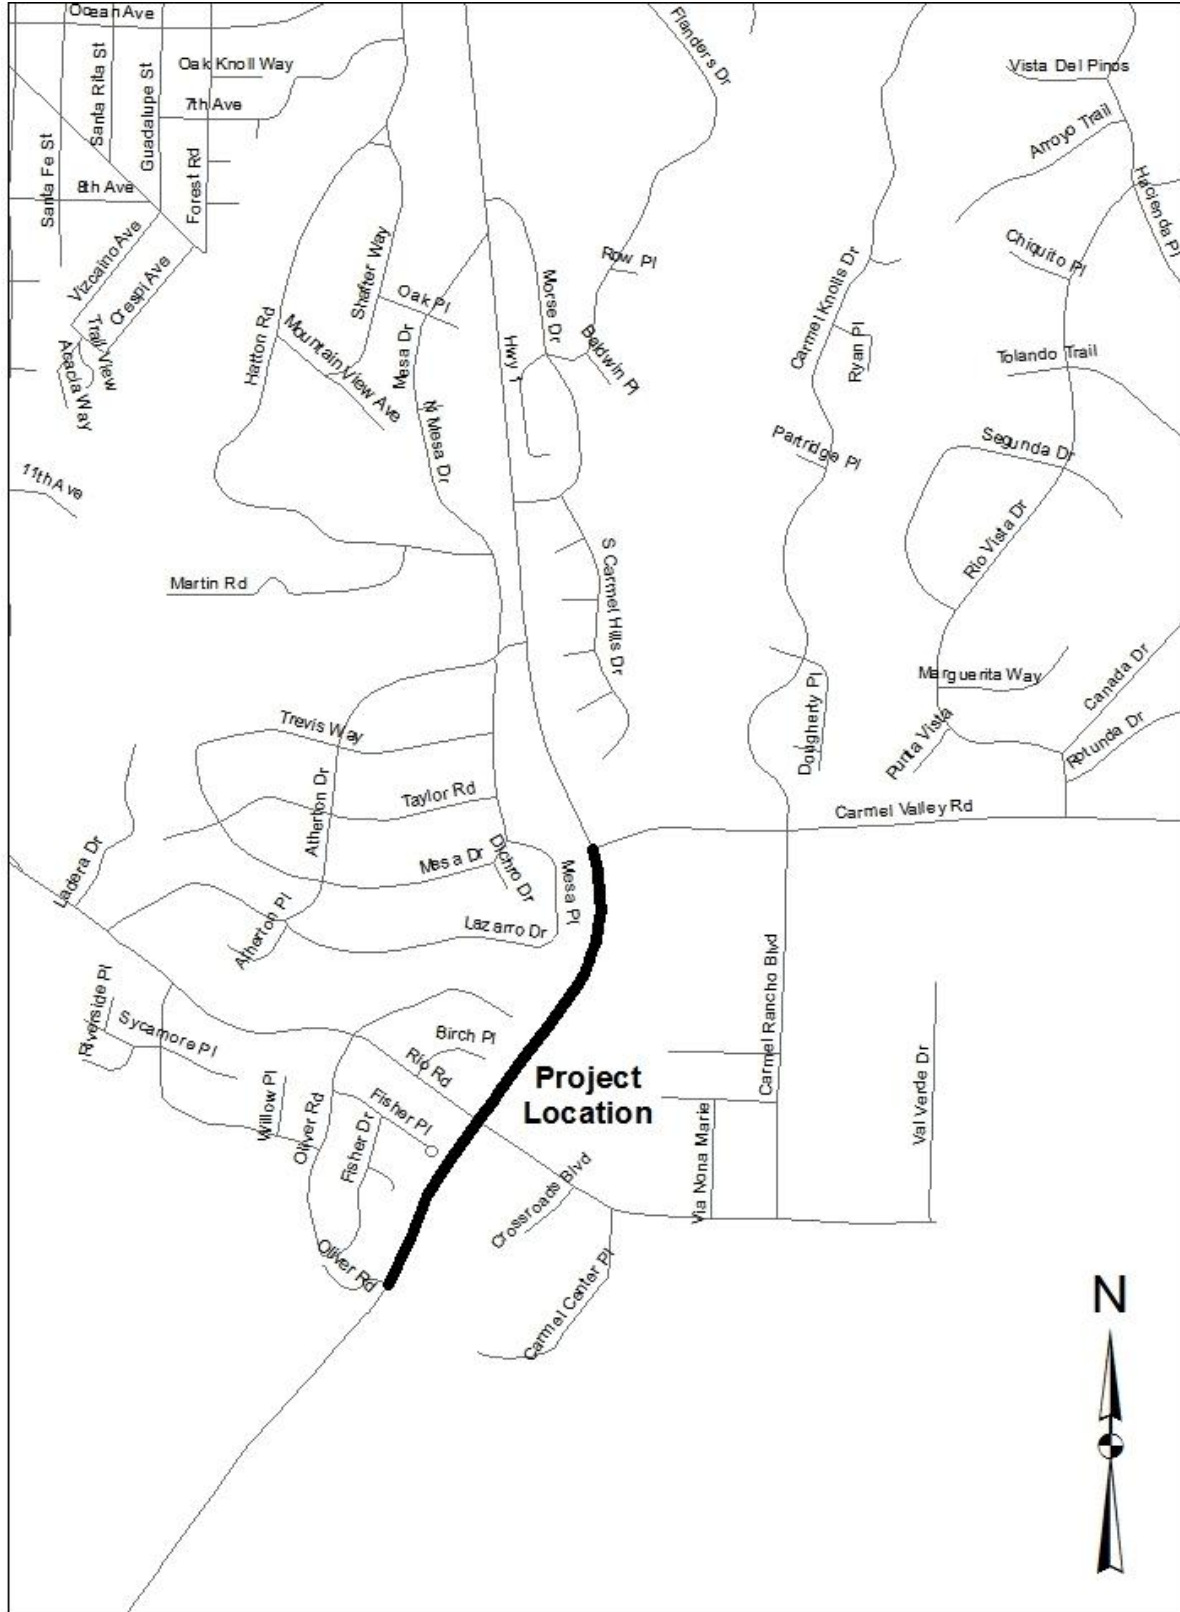 Ocean Ave
Flanders Dr
Santa Rita St
Guadalupe St
Oak Knoll Way
Vista Del Pinos
7th Ave
Arroyo Trail
Santa Fe St
8th Ave
Forest Rd
Hacienda Pl
Vizcaino Ave
Crespi Ave
Shafter Way
Row Pl
Chiquito Pl
Oak Pl
Morse Dr
Carmel Knolls Dr
Trail View
Acacia Way
Hatton Rd
Mountain View Ave
Mesa Dr
Hwy 1
Baldwin Pl
Ryan Pl
Tolando Trail
N Mesa Dr
Partridge Pl
Segunda Dr
11th Ave
Rio Vista Dr
Martin Rd
S Carmel Hills Dr
Marguerita Way
Canada Dr
Dougherty Pl
Punta Vista
Rotunda Dr
Trevis Way
Taylor Rd
Atherton Dr
Carmel Valley Rd
Ladera Dr
Mesa Dr
Dichro Dr
Mesa Pl
Atherton Pl
Lazarro Dr
Carmel Rancho Blvd
Riverside Pl
Sycamore Pl
Birch Pl
Rio Rd
Val Verde Dr
Project
Location
Willow Pl
Oliver Rd
Fisher Pl
Fisher Dr
Via Nona Marie
Crossroads Blvd
Oliver Rd
Carmel Center Pl
N